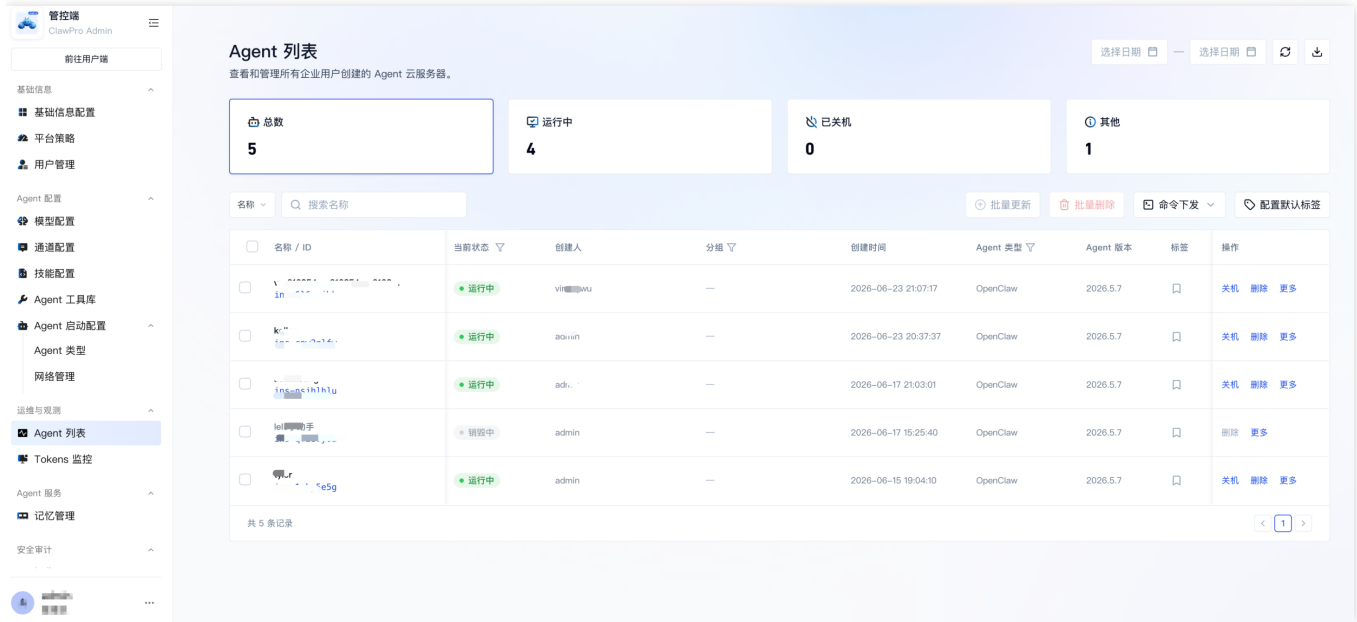 管控端
ClawPro Admin
前往用户端
基础信息
基础信息配置
平台策略
用户管理
Agent 配置
模型配置
通道配置
技能配置
Agent 工具库
Agent 启动配置
Agent 类型
网络管理
运维与观测
Agent 列表
Tokens 监控
Agent 服务
记忆管理
安全审计
Agent 列表
查看和管理所有企业用户创建的 Agent 云服务器。
选择日期 — 选择日期
总数
5
运行中
4
已关机
0
其他
1
名称 搜索名称 批量更新 批量删除 命令下发 配置默认标签
名称 / ID 当前状态 创建人 分组 创建时间 Agent 类型 Agent 版本 标签 操作
运行中 — 2026-06-23 21:07:17 OpenClaw 2026.5.7 关机 删除 更多
运行中 — 2026-06-23 20:37:37 OpenClaw 2026.5.7 关机 删除 更多
运行中 — 2026-06-17 21:03:01 OpenClaw 2026.5.7 关机 删除 更多
销毁中 admin — 2026-06-17 15:25:40 OpenClaw 2026.5.7 删除 更多
运行中 admin — 2026-06-15 19:04:10 OpenClaw 2026.5.7 关机 删除 更多
共 5 条记录
1